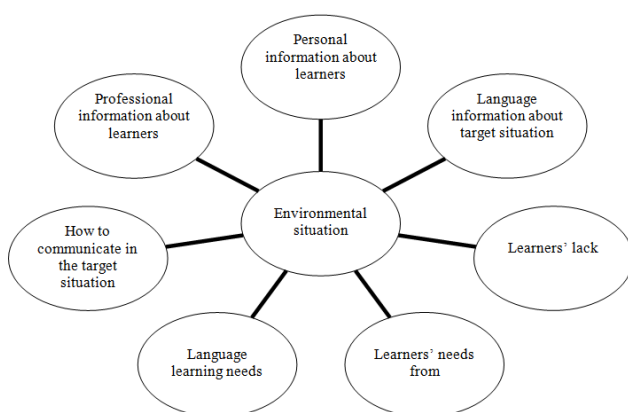 Personal
information about
learners
Professional
information about
learners
Language
information about
target situation
Environmental
situation
How to
communicate in
the target
situation
Learners' lack
Language
learning needs
Learners' needs
from